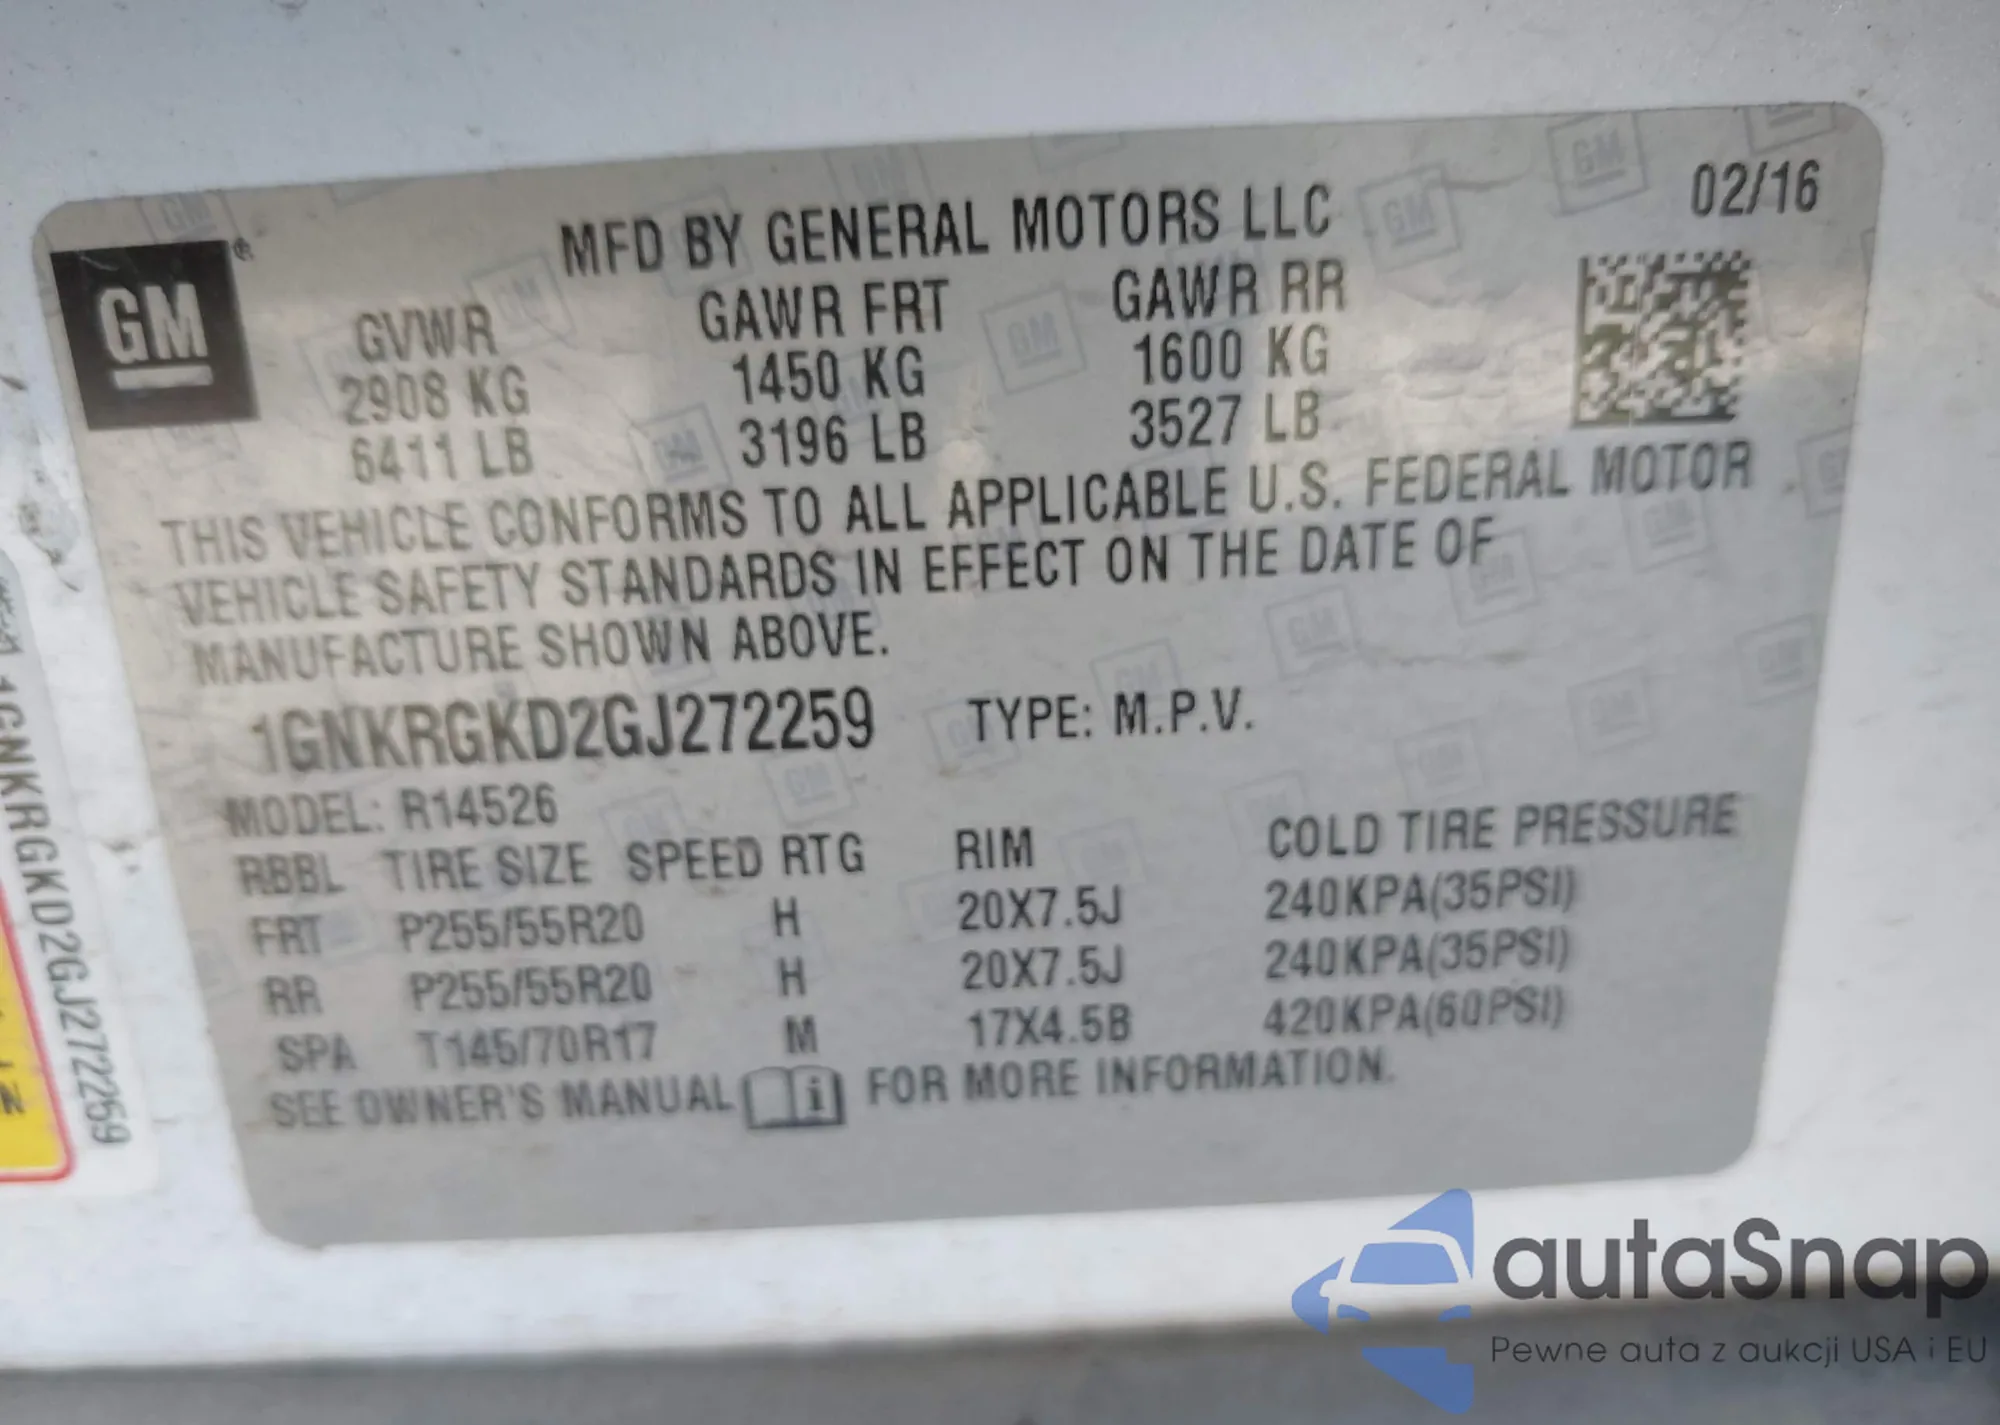 02/16
GM
®
MFD BY GENERAL MOTORS LLC
GVWR GAWR FRT GAWR RR
2908 KG 1450 KG 1600 KG
6411 LB 3196 LB 3527 LB
THIS VEHICLE CONFORMS TO ALL APPLICABLE U.S. FEDERAL MOTOR
VEHICLE SAFETY STANDARDS IN EFFECT ON THE DATE OF
MANUFACTURE SHOWN ABOVE.
1GNKRGKD2GJ272259 TYPE: M.P.V.
MODEL: R14526
RBBL TIRE SIZE SPEED RTG RIM COLD TIRE PRESSURE
FRT P255/55R20 H 20X7.5J 240KPA(35PSI)
RR P255/55R20 H 20X7.5J 240KPA(35PSI)
SPA T145/70R17 M 17X4.5B 420KPA(60PSI)
SEE OWNER'S MANUAL i FOR MORE INFORMATION.
1GNKRGKD2GJ272259
autaSnap
Pewne auta z aukcji USA i EU